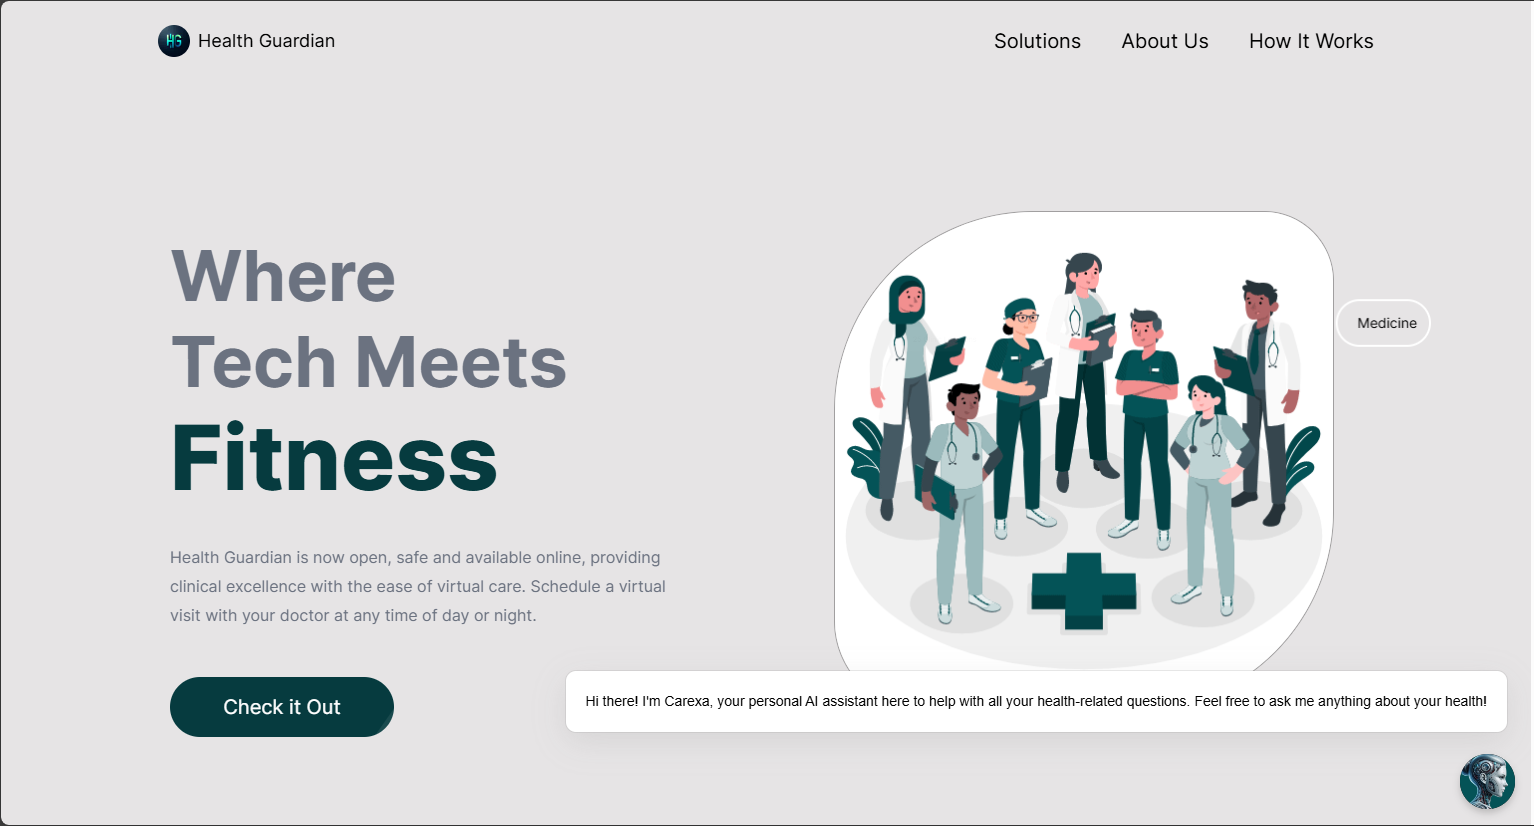 HG
Health Guardian
Solutions
About Us
How It Works
Where
Tech Meets
Fitness
Medicine
Health Guardian is now open, safe and available online, providing
clinical excellence with the ease of virtual care. Schedule a virtual
visit with your doctor at any time of day or night.
Check it Out
Hi there! I'm Carexa, your personal AI assistant here to help with all your health-related questions. Feel free to ask me anything about your health!